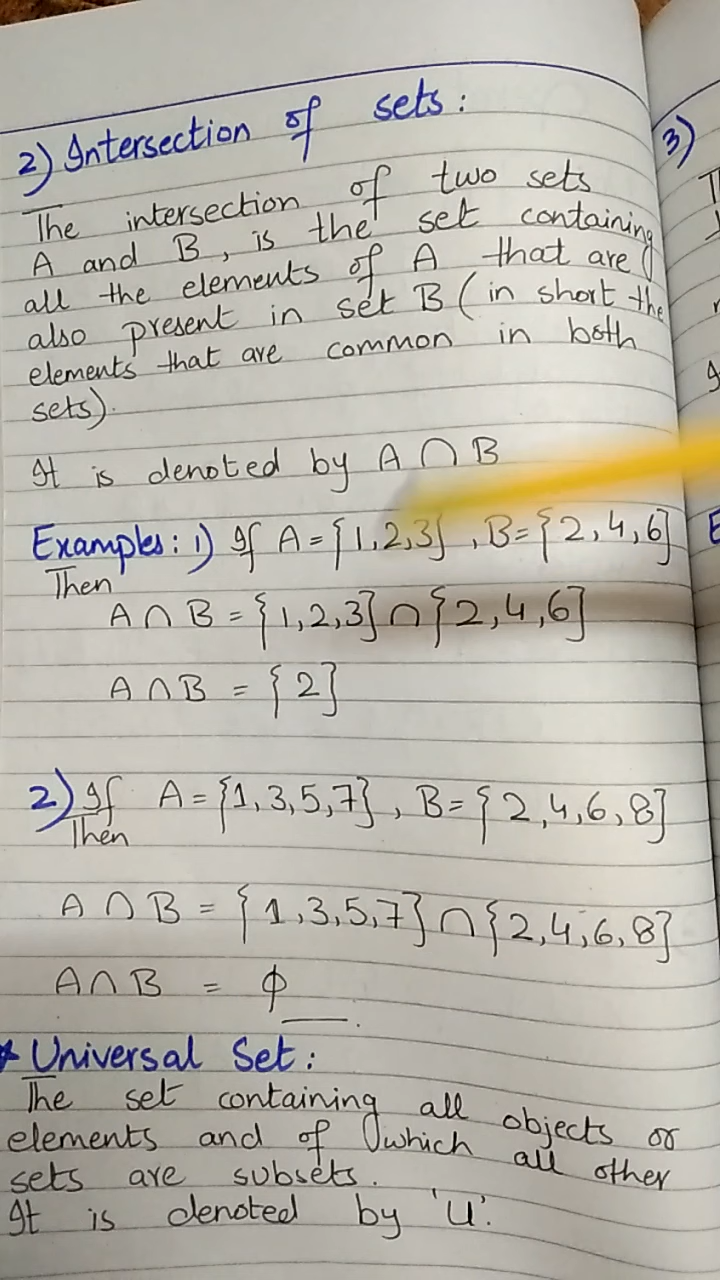 2) Intersection of sets:
The intersection of two sets
A and B, is the set containing
all the elements of A that are
also present in set B (in short the
elements that are common in both
sets).
It is denoted by A ∩ B
Examples: 1) If A = {1,2,3}, B = {2,4,6}
Then
A ∩ B = {1,2,3} ∩ {2,4,6}
A ∩ B = {2}
2) If A = {1,3,5,7}, B = {2,4,6,8}
Then
A ∩ B = {1,3,5,7} ∩ {2,4,6,8}
A ∩ B = ϕ
* Universal Set:
The set containing all objects or
elements and of which all other
sets are subsets.
It is denoted by 'U'.
3)